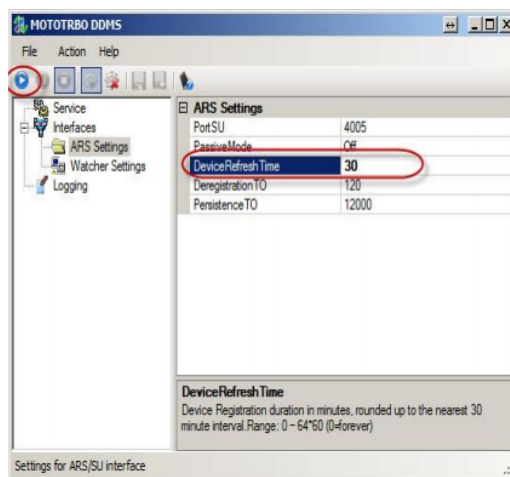 MOTOTRBO DDMS
File Action Help
Service
Interfaces
ARS Settings
Watcher Settings
Logging
ARS Settings
PortSU 4005
PassiveMode Off
DeviceRefreshTime 30
DeregistrationTO 120
PersistenceTO 12000
DeviceRefreshTime
Device Registration duration in minutes, rounded up to the nearest 30
minute interval.Range: 0 - 64*60 (0=forever)
Settings for ARS/SU interface